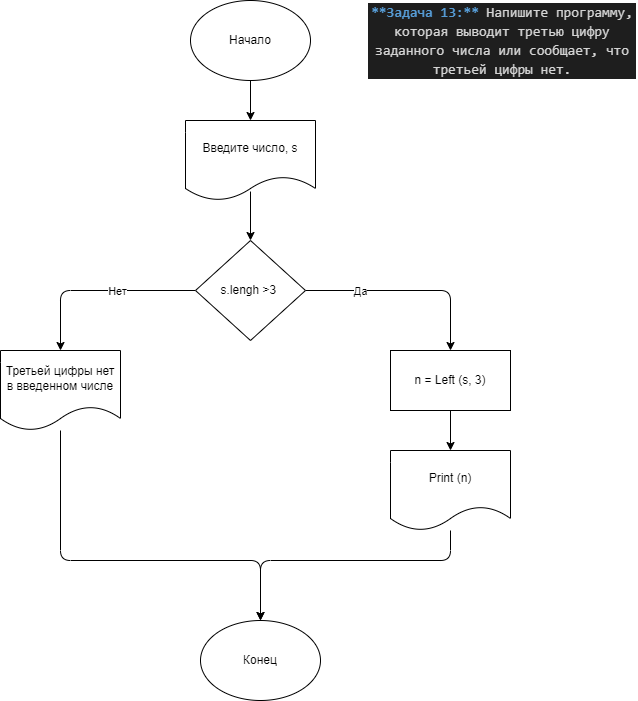 **Задача 13:** Напишите программу,
которая выводит третью цифру
заданного числа или сообщает, что
третьей цифры нет.
Начало
Введите число, s
s.lengh >3
Нет
Да
Третьей цифры нет
в введенном числе
n = Left (s, 3)
Print (n)
Конец